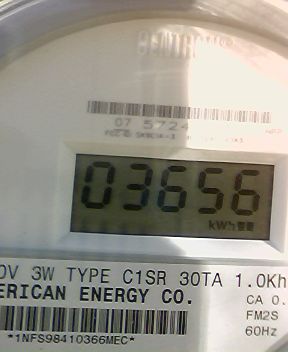 CENTRON
07 5724
03656
kWh
0V 3W TYPE C1SR 30TA 1.0Kh
ERICAN ENERGY CO.
CA 0.
FM2S
60Hz
*1NFS98410366MEC*